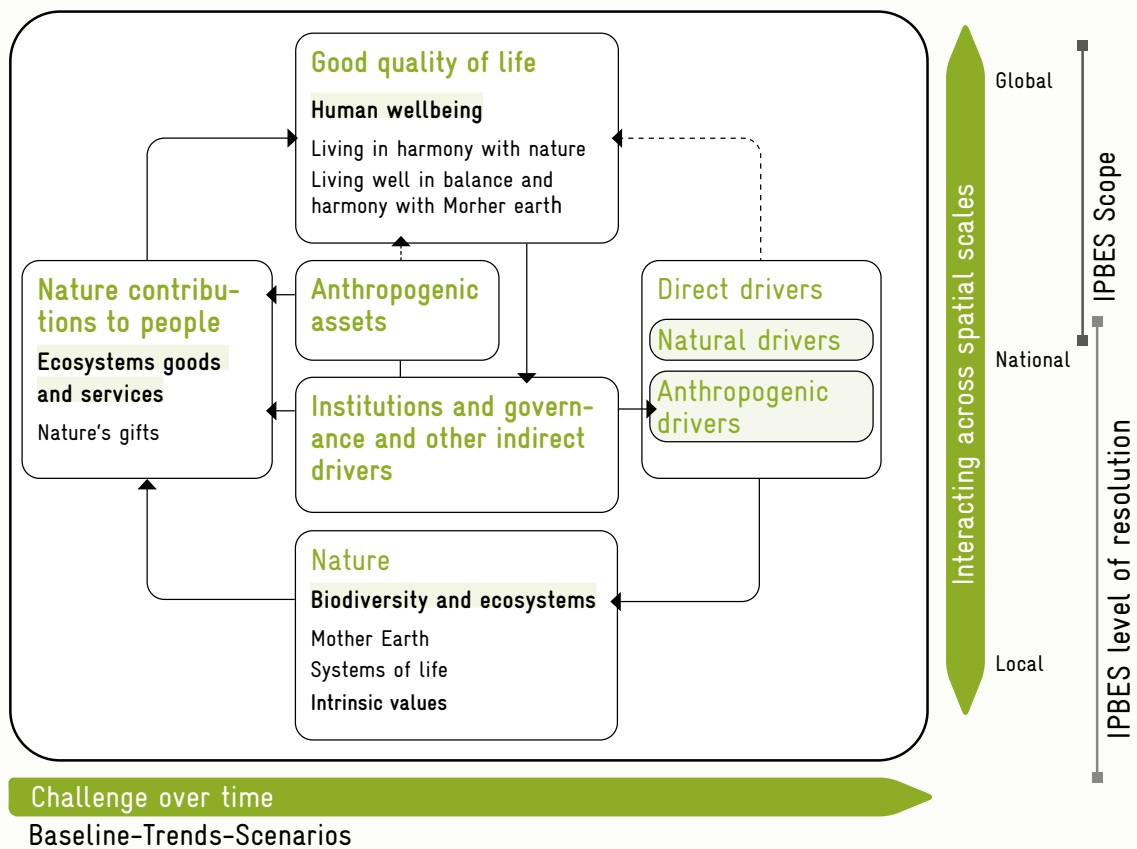 Good quality of life
Human wellbeing
Living in harmony with nature
Living well in balance and
harmony with Morher earth
Nature contribu-
tions to people
Ecosystems goods
and services
Nature's gifts
Anthropogenic
assets
Institutions and govern-
ance and other indirect
drivers
Direct drivers
Natural drivers
Anthropogenic
drivers
Nature
Biodiversity and ecosystems
Mother Earth
Systems of life
Intrinsic values
Interacting across spatial scales
Global
National
Local
IPBES Scope
IPBES level of resolution
Challenge over time
Baseline-Trends-Scenarios